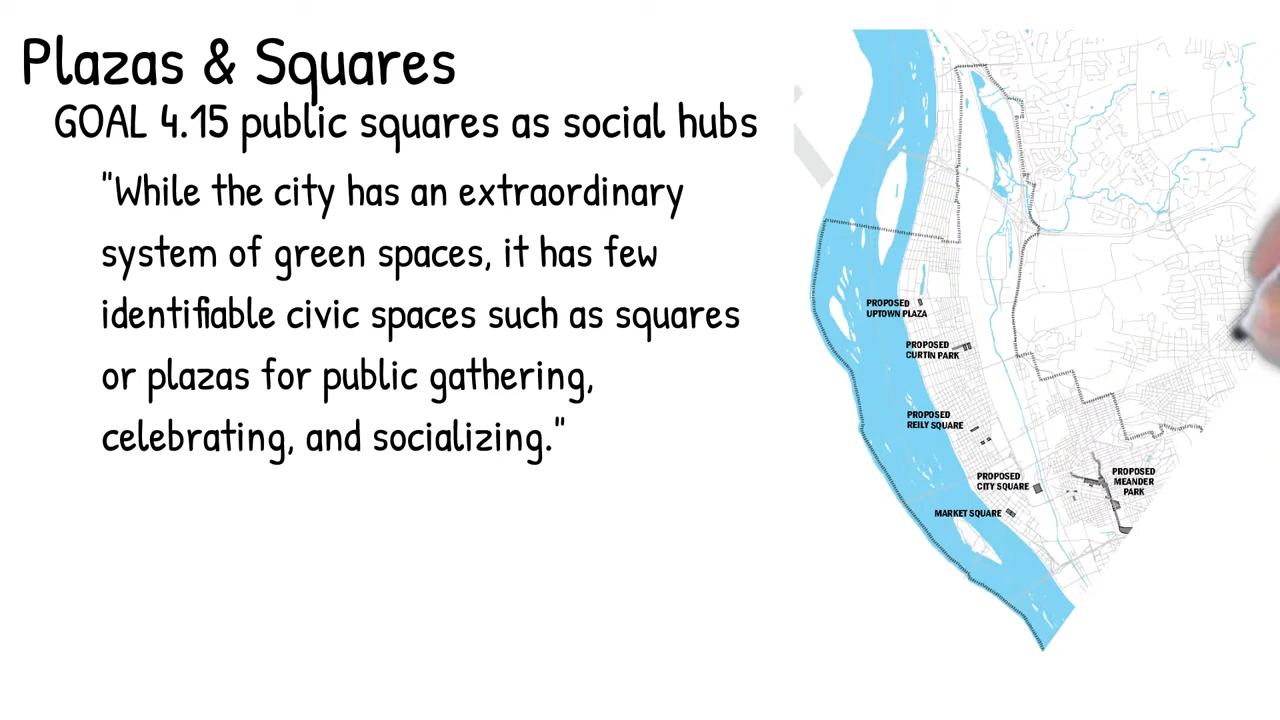 Plazas & Squares
GOAL 4.15 public squares as social hubs
"While the city has an extraordinary
system of green spaces, it has few
identifiable civic spaces such as squares
or plazas for public gathering,
celebrating, and socializing."
PROPOSED
UPTOWN PLAZA
PROPOSED
CURTIN PARK
PROPOSED
REILY SQUARE
PROPOSED
CITY SQUARE
MARKET SQUARE
PROPOSED
MEANDER
PARK